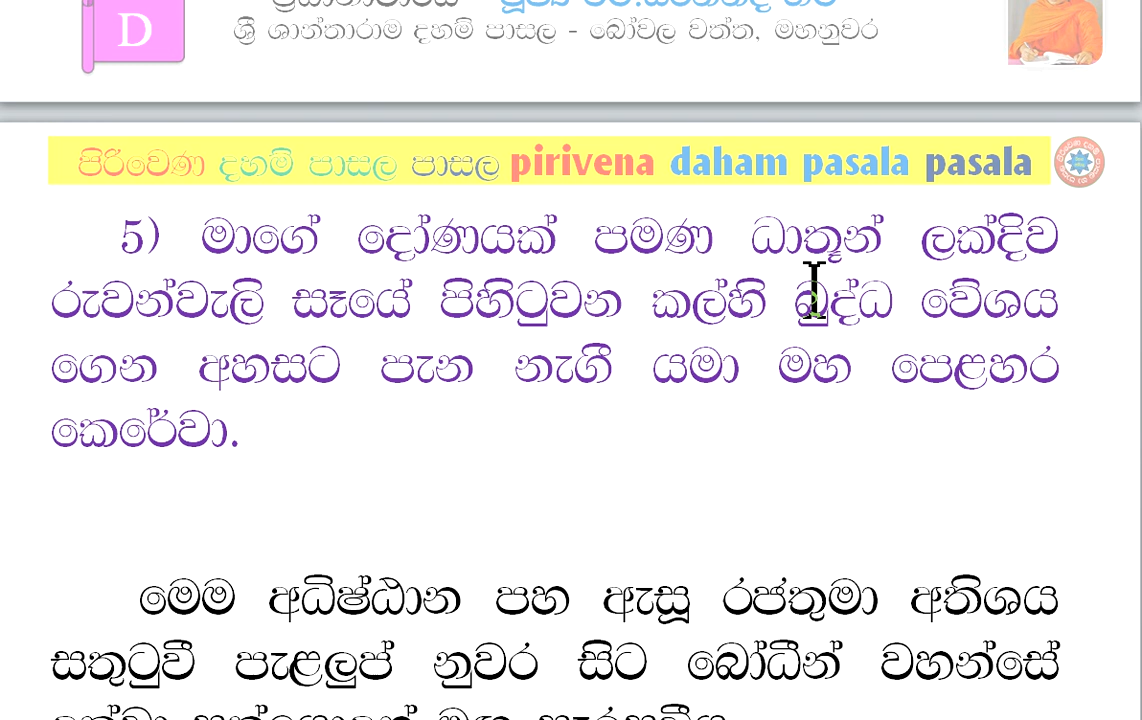 D
ශ්‍රී ශාන්තාරාම දහම් පාසල - බෝවල වත්ත, මහනුවර
පිරිවෙණ දහම් පාසල පාසල pirivena daham pasala pasala
5) මාගේ දෝණයක් පමණ ධාතූන් ලක්දිව
රුවන්වැලි සෑයේ පිහිටුවන කල්හි බුද්ධ වේශය
ගෙන අහසට පැන නැගී යමා මහ පෙළහර
කෙරේවා.
මෙම අධිෂ්ඨාන පහ ඇසූ රජතුමා අතිශය
සතුටුවී පැළලුප් නුවර සිට බෝධීන් වහන්සේ